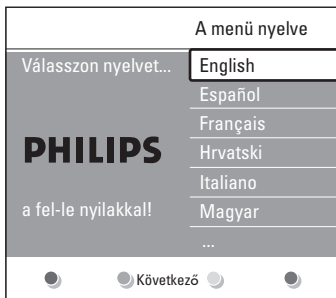 A menü nyelve
Válasszon nyelvet...
English
Español
Français
PHILIPS
Hrvatski
Italiano
a fel-le nyilakkal!
Magyar
...
Következő